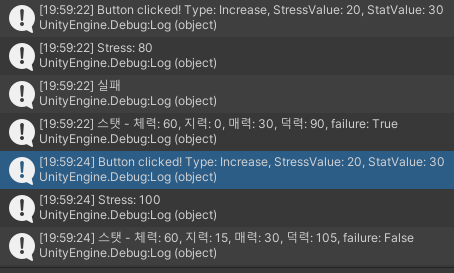 [19:59:22] Button clicked! Type: Increase, StressValue: 20, StatValue: 30
UnityEngine.Debug:Log (object)
[19:59:22] Stress: 80
UnityEngine.Debug:Log (object)
[19:59:22] 실패
UnityEngine.Debug:Log (object)
[19:59:22] 스탯 - 체력: 60, 지력: 0, 매력: 30, 덕력: 90, failure: True
UnityEngine.Debug:Log (object)
[19:59:24] Button clicked! Type: Increase, StressValue: 20, StatValue: 30
UnityEngine.Debug:Log (object)
[19:59:24] Stress: 100
UnityEngine.Debug:Log (object)
[19:59:24] 스탯 - 체력: 60, 지력: 15, 매력: 30, 덕력: 105, failure: False
UnityEngine.Debug:Log (object)